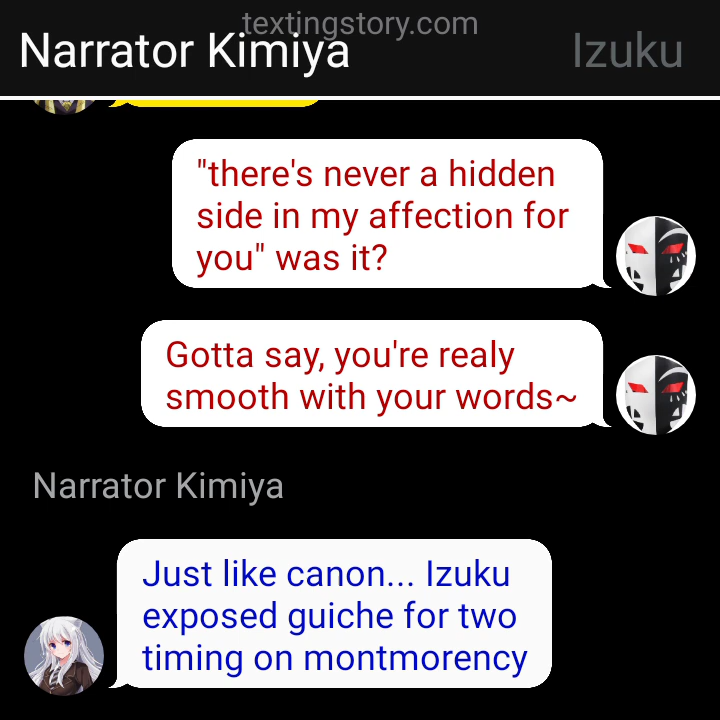 textingstory.com
Narrator Kimiya
Izuku
"there's never a hidden
side in my affection for
you" was it?
Gotta say, you're realy
smooth with your words~
Narrator Kimiya
Just like canon... Izuku
exposed guiche for two
timing on montmorency